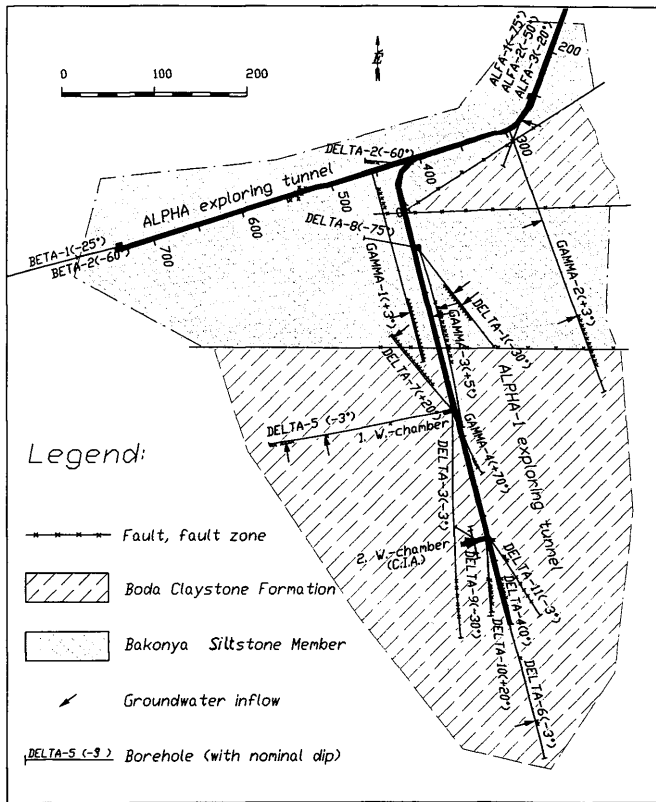 ALFA-1(-75°)
ALFA-2(-50°)
ALFA-3(-20°)
200
0 100 200
É
300
DELTA-2(-60°)
400
ALPHA exploring tunnel
500
600
700
DELTA-8(-75°)
BETA-1(-25°)
BETA-2(-60°)
GAMMA-1(+3°)
GAMMA-2(+3°)
DELTA-1(-30°)
GAMMA-3(+5°)
DELTA-7(+20°)
ALPHA-1 exploring tunnel
DELTA-5 (-3°)
1. W.-chamber
GAMMA-4(+70°)
DELTA-3(-3°)
2. W.-chamber
(C.I.A.)
DELTA-9(-30°)
DELTA-11(-3°)
DELTA-4(0°)
DELTA-10(+20°)
DELTA-6(-3°)
Legend:
Fault, fault zone
Boda Claystone Formation
Bakonya Siltstone Member
Groundwater inflow
DELTA-5 (-3°) Borehole (with nominal dip)